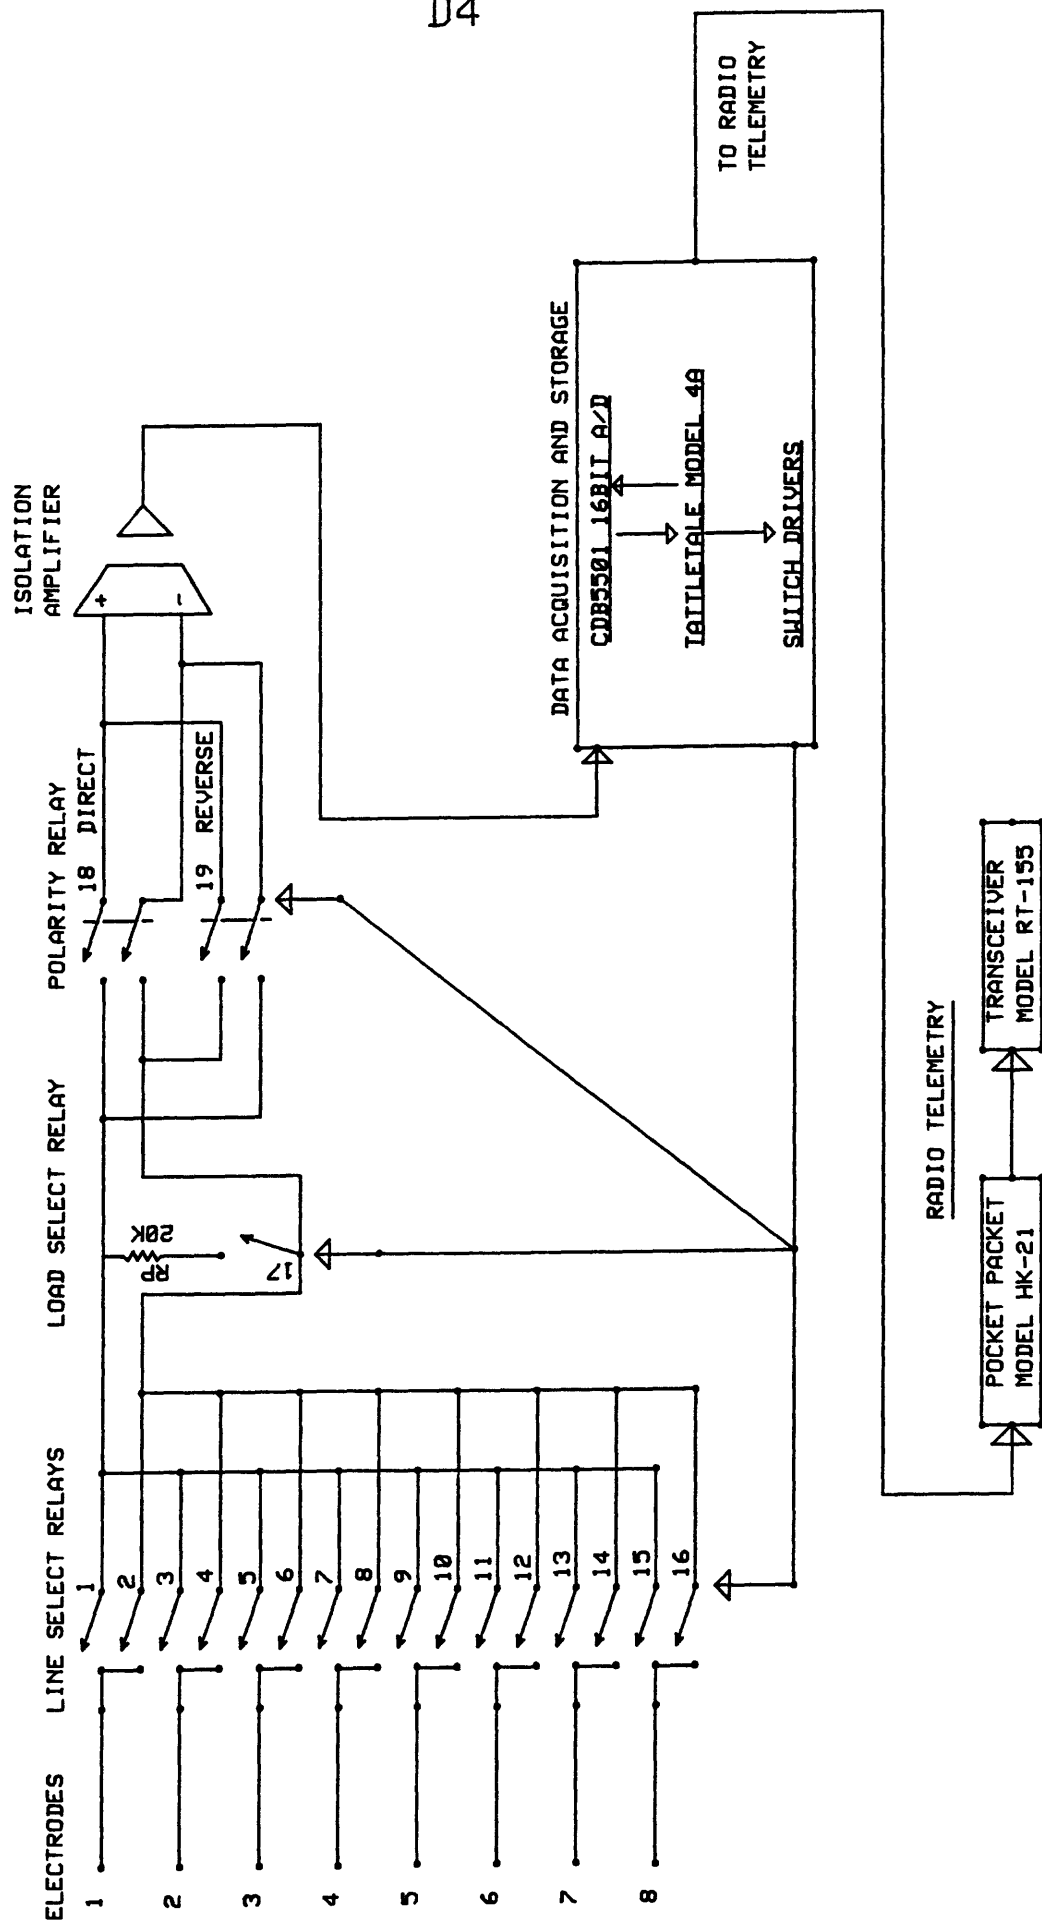 D4
ELECTRODES
1
2
3
4
5
6
7
8
LINE SELECT RELAYS
1
2
3
4
5
6
7
8
9
10
11
12
13
14
15
16
LOAD SELECT RELAY
RP
20K
17
POLARITY RELAY
18 DIRECT
19 REVERSE
ISOLATION
AMPLIFIER
+
-
DATA ACQUISITION AND STORAGE
CDB5501 16BIT A/D
TATTLETALE MODEL 4A
SWITCH DRIVERS
TO RADIO
TELEMETRY
RADIO TELEMETRY
POCKET PACKET
MODEL HK-21
TRANSCEIVER
MODEL RT-155